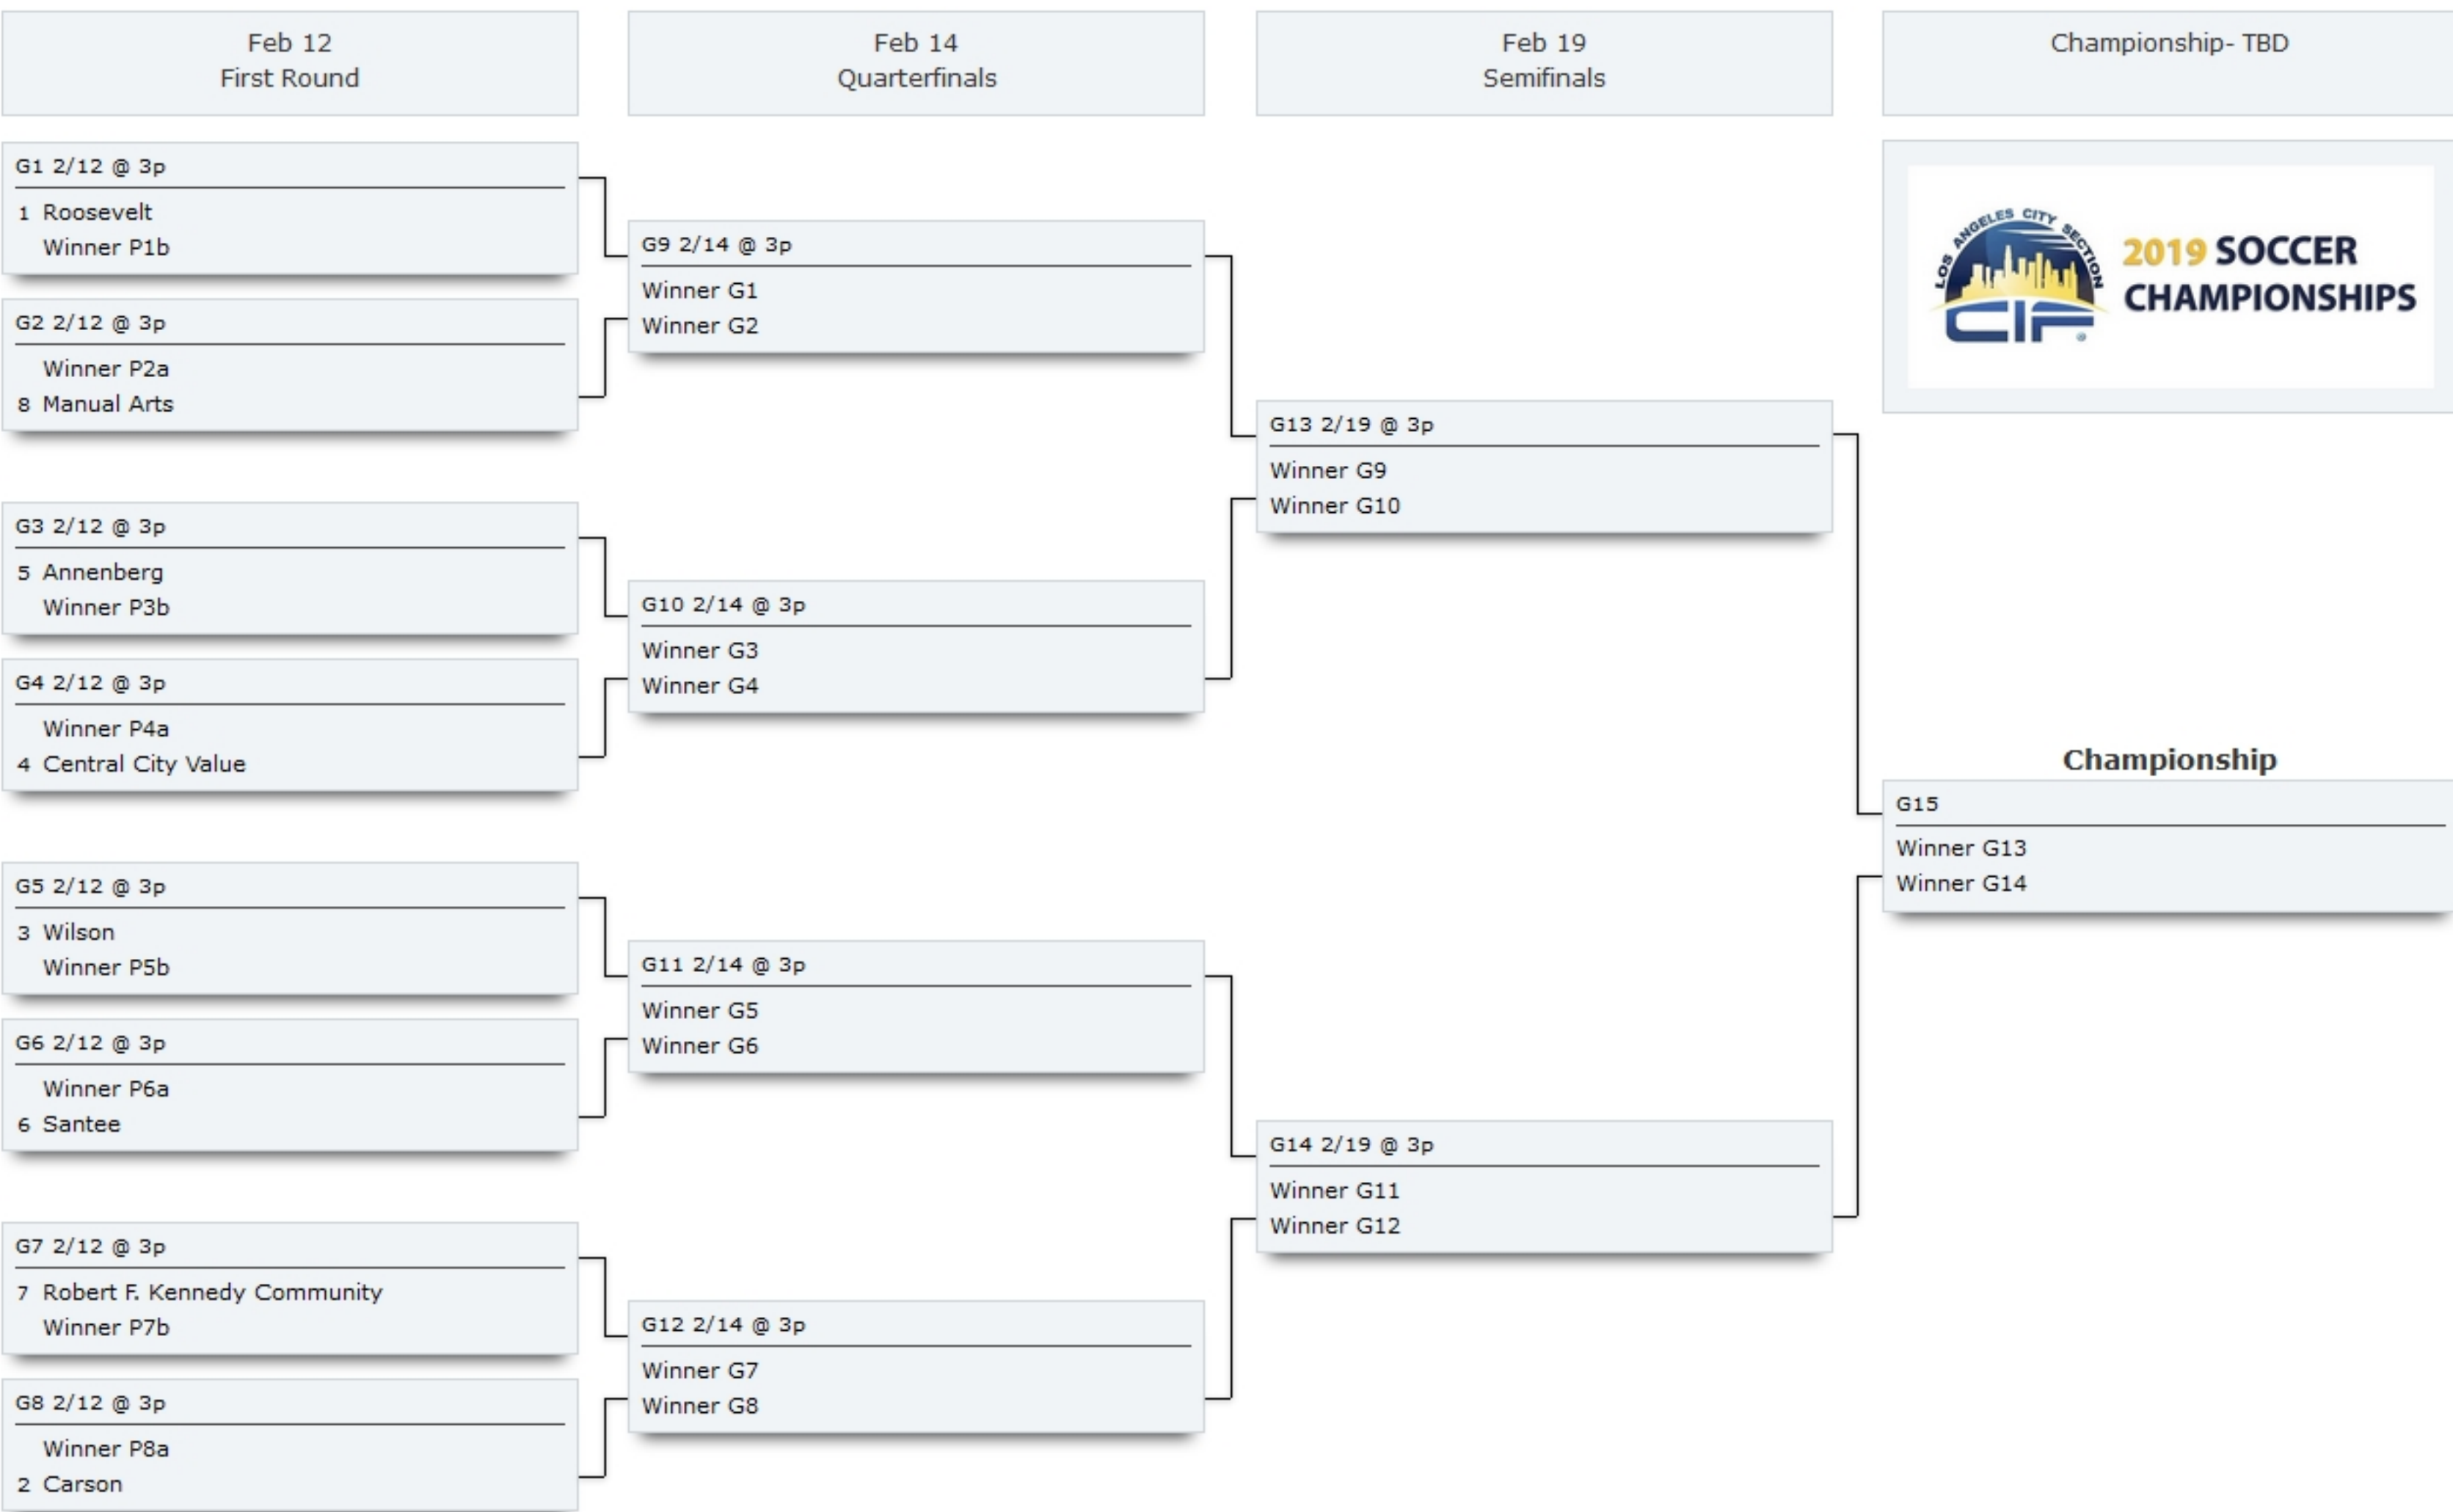 Feb 12
First Round
Feb 14
Quarterfinals
Feb 19
Semifinals
Championship- TBD
G1 2/12 @ 3p
1 Roosevelt
Winner P1b
G2 2/12 @ 3p
Winner P2a
8 Manual Arts
G3 2/12 @ 3p
5 Annenberg
Winner P3b
G4 2/12 @ 3p
Winner P4a
4 Central City Value
G5 2/12 @ 3p
3 Wilson
Winner P5b
G6 2/12 @ 3p
Winner P6a
6 Santee
G7 2/12 @ 3p
7 Robert F. Kennedy Community
Winner P7b
G8 2/12 @ 3p
Winner P8a
2 Carson
G9 2/14 @ 3p
Winner G1
Winner G2
G10 2/14 @ 3p
Winner G3
Winner G4
G11 2/14 @ 3p
Winner G5
Winner G6
G12 2/14 @ 3p
Winner G7
Winner G8
G13 2/19 @ 3p
Winner G9
Winner G10
G14 2/19 @ 3p
Winner G11
Winner G12
LOS ANGELES CITY SECTION
CIF®
2019 SOCCER
CHAMPIONSHIPS
Championship
G15
Winner G13
Winner G14